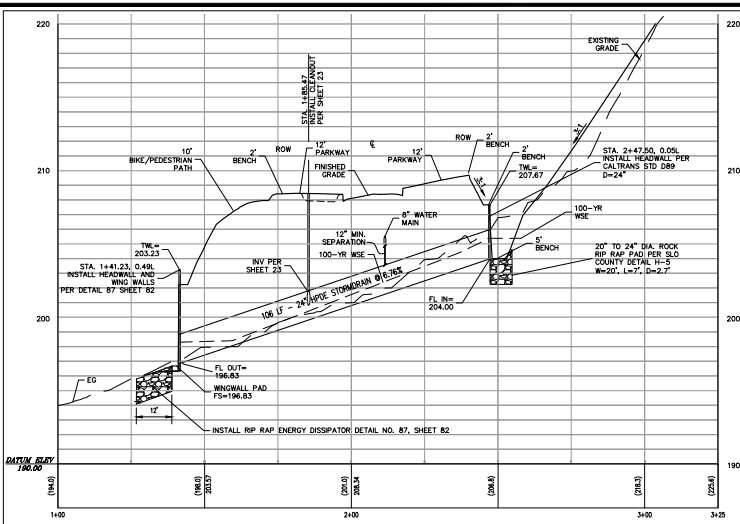 220
220
EXISTING
GRADE
STA. 1+85.47
INSTALL CLEANOUT
PER SHEET 23
3:1
10'
BIKE/PEDESTRIAN
PATH
2'
BENCH
ROW
12'
PARKWAY
FINISHED
GRADE
℄
12'
PARKWAY
ROW
2'
BENCH
3:1
2'
BENCH
TWL=
207.67
STA. 2+47.50, 0.05L
INSTALL HEADWALL PER
CALTRANS STD D89
D=24"
210
210
100-YR
WSE
8" WATER
MAIN
12" MIN.
SEPARATION
100-YR WSE
5'
BENCH
TWL=
203.23
STA. 1+41.23, 0.49L
INSTALL HEADWALL AND
WING WALLS
PER DETAIL 87 SHEET 82
INV PER
SHEET 23
106 LF - 24" HPDE STORMDRAIN @ 6.76%
20" TO 24" DIA. ROCK
RIP RAP PAD PER SLO
COUNTY DETAIL H-5
W=20', L=7', D=2.7'
FL IN=
204.00
200
200
EG
FL OUT=
196.83
WINGWALL PAD
FS=196.83
12'
INSTALL RIP RAP ENERGY DISSIPATOR DETAIL NO. 87, SHEET 82
DATUM ELEV
190.00
190
(194.0)
(198.0)
203.57
(201.0)
208.34
(206.8)
(218.3)
(225.6)
1+00
2+00
3+00
3+25